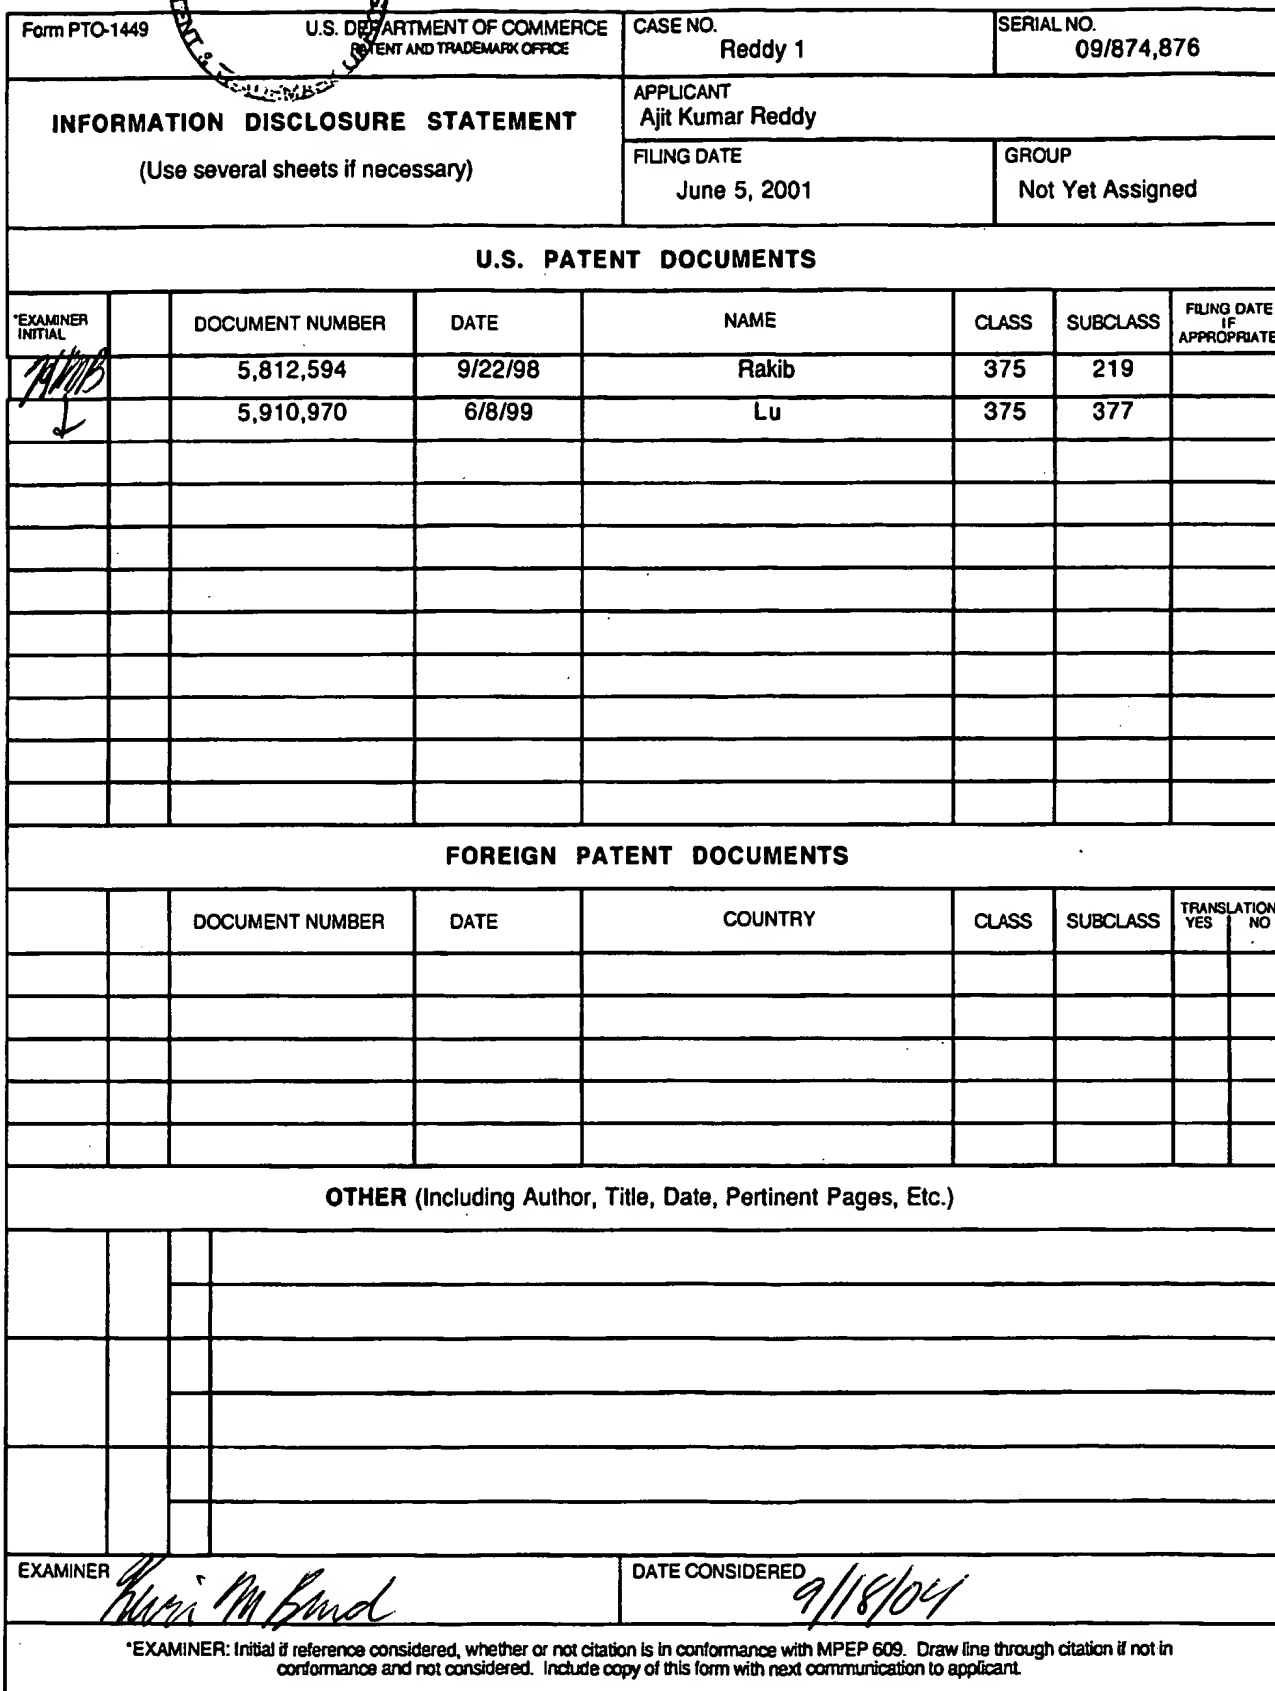 Form PTO-1449
U.S. DEPARTMENT OF COMMERCE
PATENT AND TRADEMARK OFFICE
CASE NO.
Reddy 1
SERIAL NO.
09/874,876
INFORMATION DISCLOSURE STATEMENT
(Use several sheets if necessary)
APPLICANT
Ajit Kumar Reddy
FILING DATE
June 5, 2001
GROUP
Not Yet Assigned
U.S. PATENT DOCUMENTS
*EXAMINER INITIAL DOCUMENT NUMBER DATE NAME CLASS SUBCLASS FILING DATE IF APPROPRIATE
5,812,594 9/22/98 Rakib 375 219
5,910,970 6/8/99 Lu 375 377
FOREIGN PATENT DOCUMENTS
DOCUMENT NUMBER DATE COUNTRY CLASS SUBCLASS TRANSLATION YES NO
OTHER (Including Author, Title, Date, Pertinent Pages, Etc.)
EXAMINER
DATE CONSIDERED 9/18/04
*EXAMINER: Initial if reference considered, whether or not citation is in conformance with MPEP 609. Draw line through citation if not in
conformance and not considered. Include copy of this form with next communication to applicant.